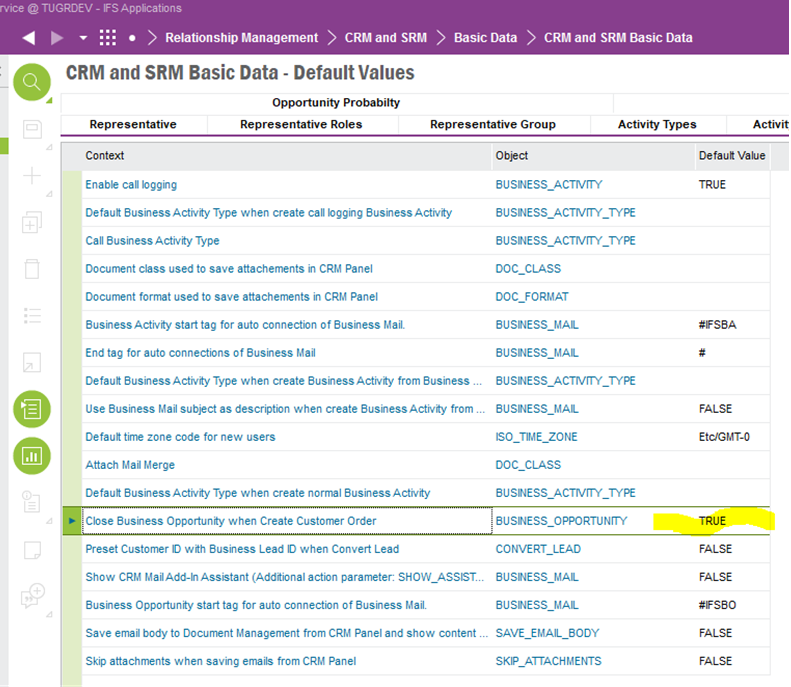 rvice @ TUGRDEV - IFS Applications
Relationship Management CRM and SRM Basic Data CRM and SRM Basic Data
CRM and SRM Basic Data - Default Values
Opportunity Probabilty
Representative Representative Roles Representative Group Activity Types Activit
Context Object Default Value
Enable call logging BUSINESS_ACTIVITY TRUE
Default Business Activity Type when create call logging Business Activity BUSINESS_ACTIVITY_TYPE
Call Business Activity Type BUSINESS_ACTIVITY_TYPE
Document class used to save attachements in CRM Panel DOC_CLASS
Document format used to save attachements in CRM Panel DOC_FORMAT
Business Activity start tag for auto connection of Business Mail. BUSINESS_MAIL #IFSBA
End tag for auto connections of Business Mail BUSINESS_MAIL #
Default Business Activity Type when create Business Activity from Business ... BUSINESS_ACTIVITY_TYPE
Use Business Mail subject as description when create Business Activity from ... BUSINESS_MAIL FALSE
Default time zone code for new users ISO_TIME_ZONE Etc/GMT-0
Attach Mail Merge DOC_CLASS
Default Business Activity Type when create normal Business Activity BUSINESS_ACTIVITY_TYPE
Close Business Opportunity when Create Customer Order BUSINESS_OPPORTUNITY TRUE
Preset Customer ID with Business Lead ID when Convert Lead CONVERT_LEAD FALSE
Show CRM Mail Add-In Assistant (Additional action parameter: SHOW_ASSIST... BUSINESS_MAIL FALSE
Business Opportunity start tag for auto connection of Business Mail. BUSINESS_MAIL #IFSBO
Save email body to Document Management from CRM Panel and show content ... SAVE_EMAIL_BODY FALSE
Skip attachments when saving emails from CRM Panel SKIP_ATTACHMENTS FALSE